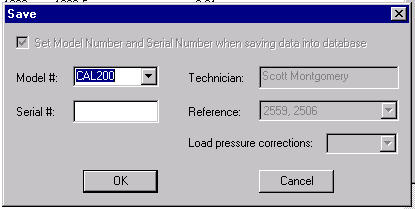 Save
Set Model Number and Serial Number when saving data into database
Model #: CAL200 Technician: Scott Montgomery
Serial #: Reference: 2559, 2506
Load pressure corrections:
OK Cancel